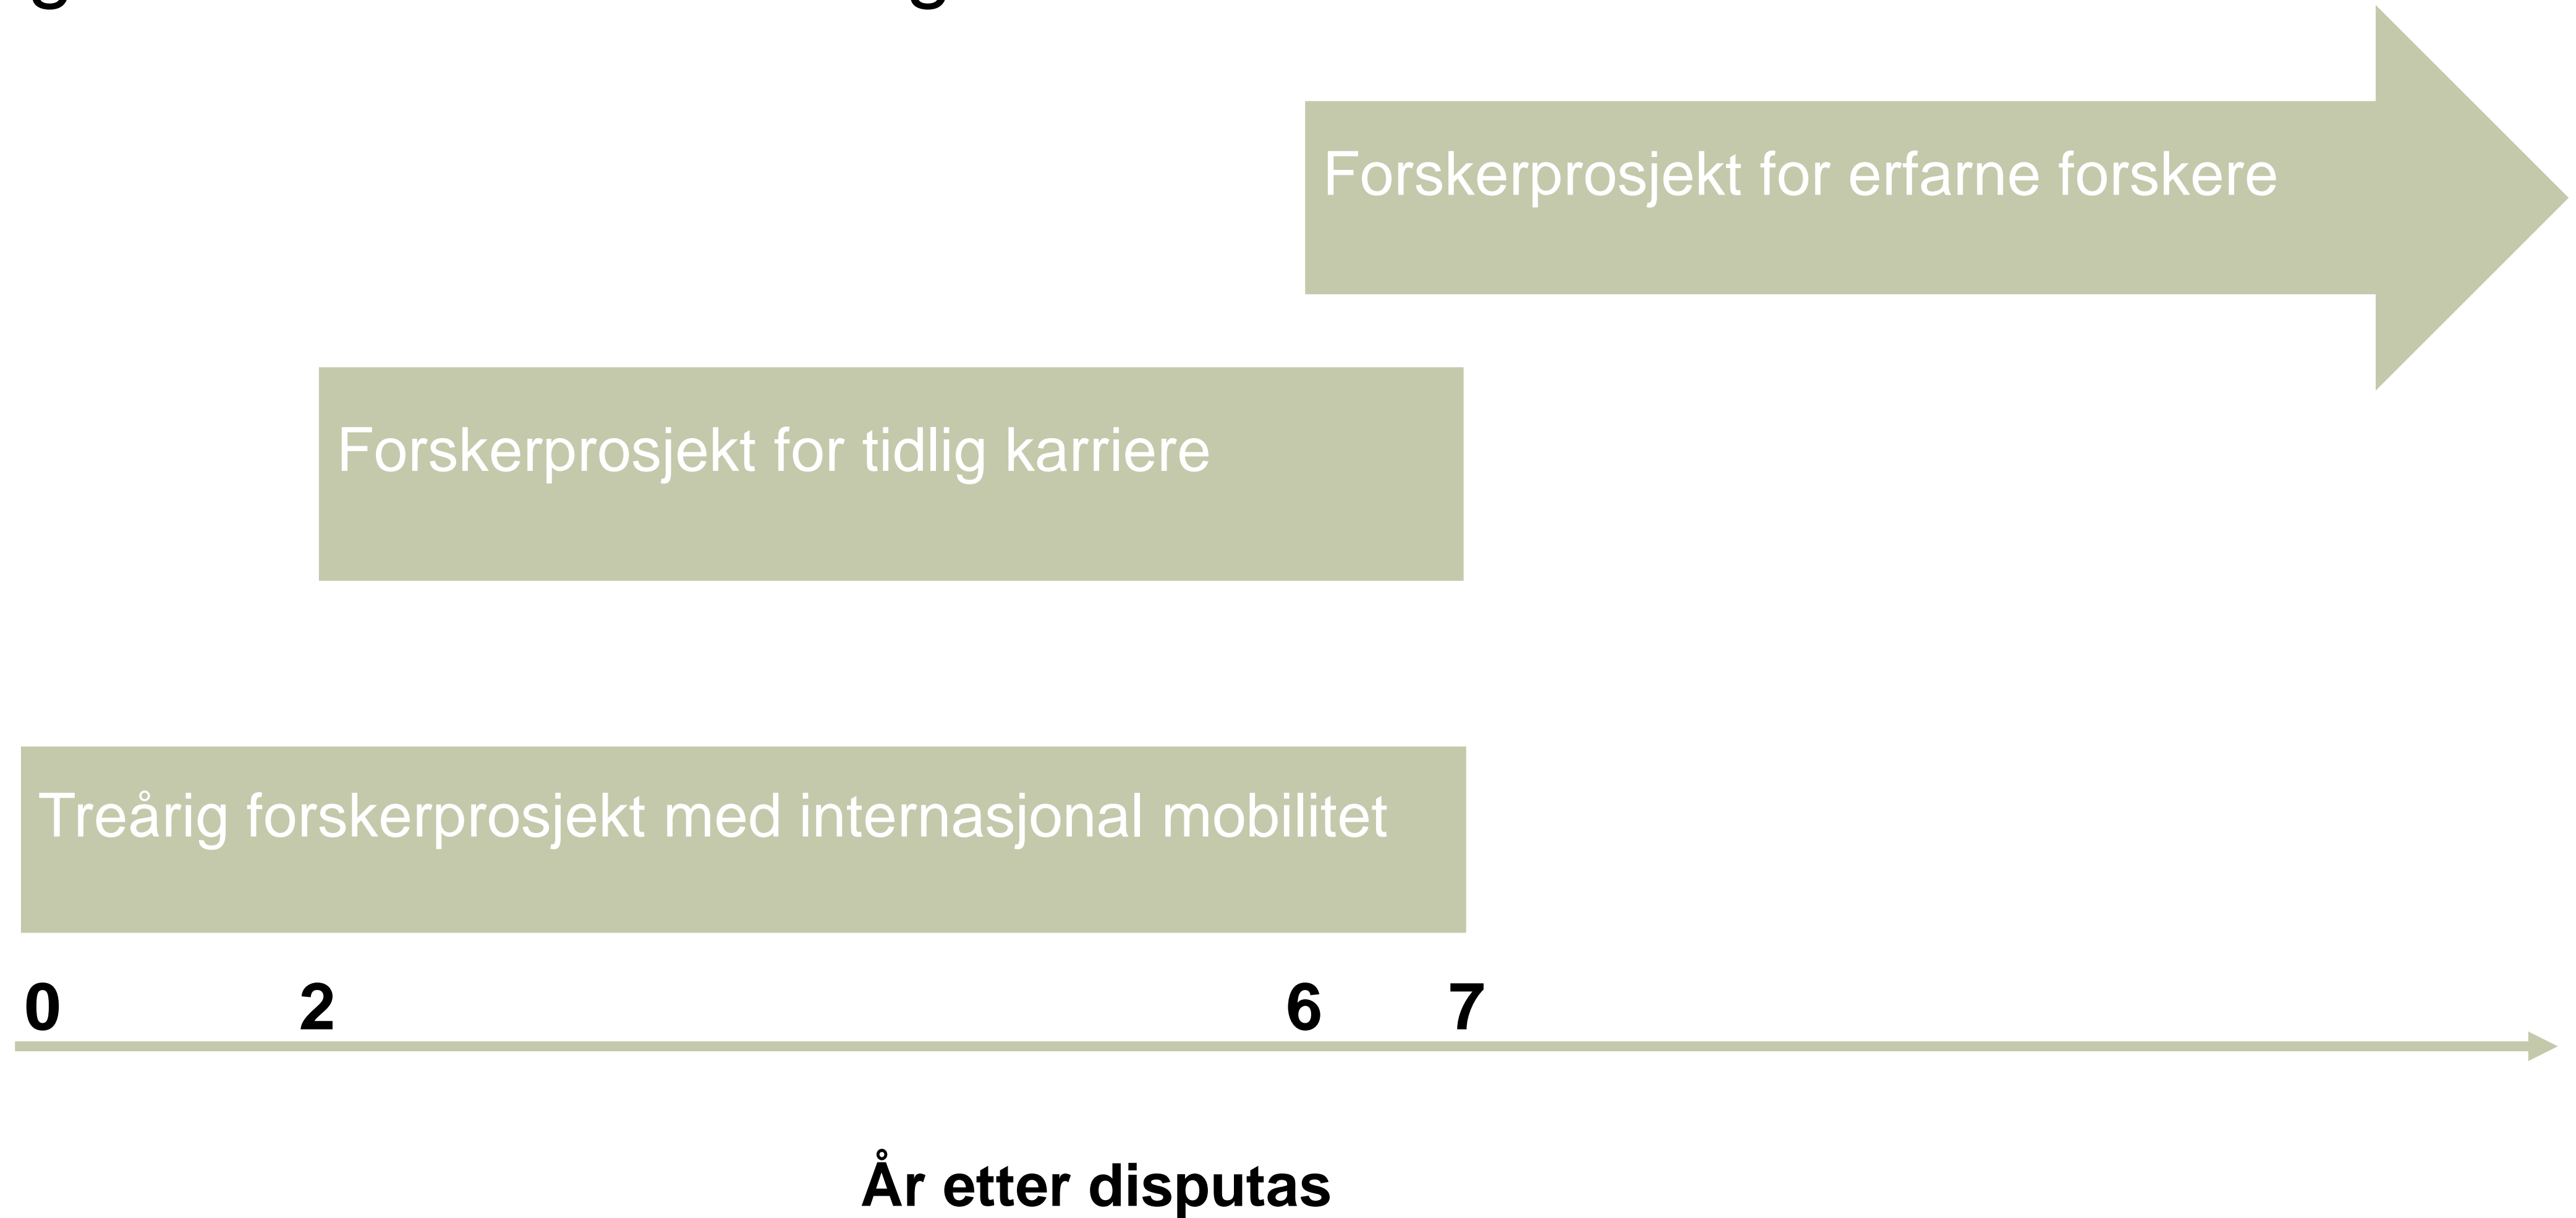 Forskerprosjekt for erfarne forskere
Forskerprosjekt for tidlig karriere
Treårig forskerprosjekt med internasjonal mobilitet
0 2 6 7
År etter disputas